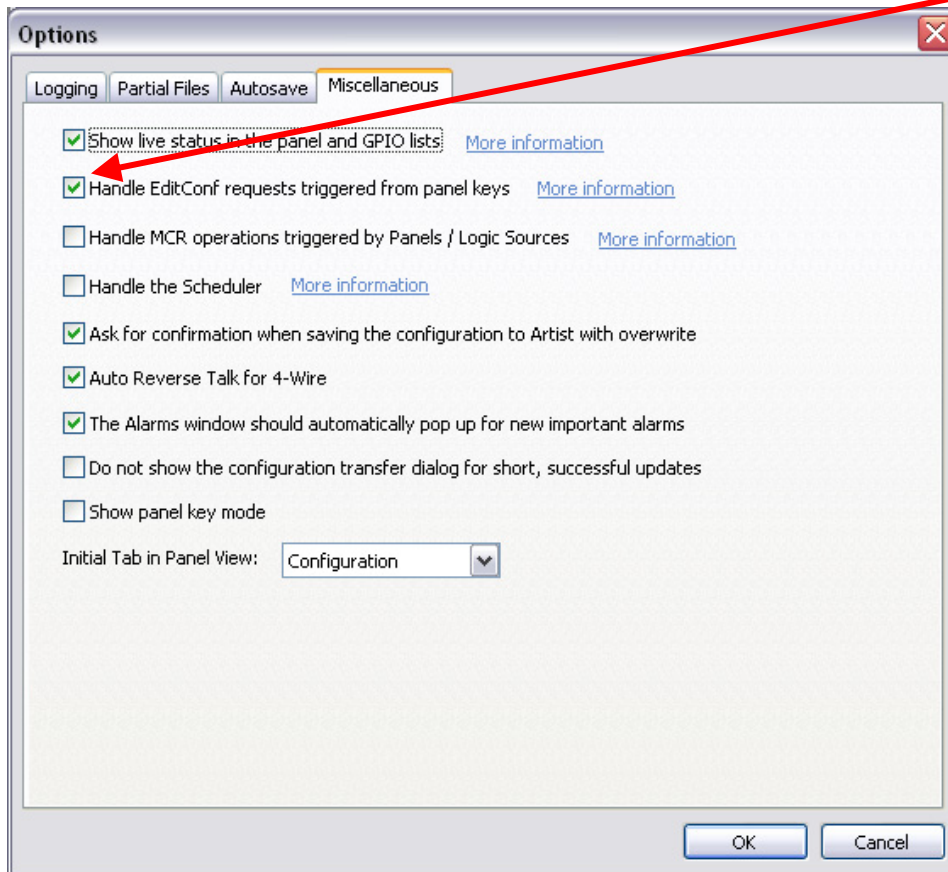 Options
Logging Partial Files Autosave Miscellaneous
Show live status in the panel and GPIO lists More information
Handle EditConf requests triggered from panel keys More information
Handle MCR operations triggered by Panels / Logic Sources More information
Handle the Scheduler More information
Ask for confirmation when saving the configuration to Artist with overwrite
Auto Reverse Talk for 4-Wire
The Alarms window should automatically pop up for new important alarms
Do not show the configuration transfer dialog for short, successful updates
Show panel key mode
Initial Tab in Panel View: Configuration
OK Cancel